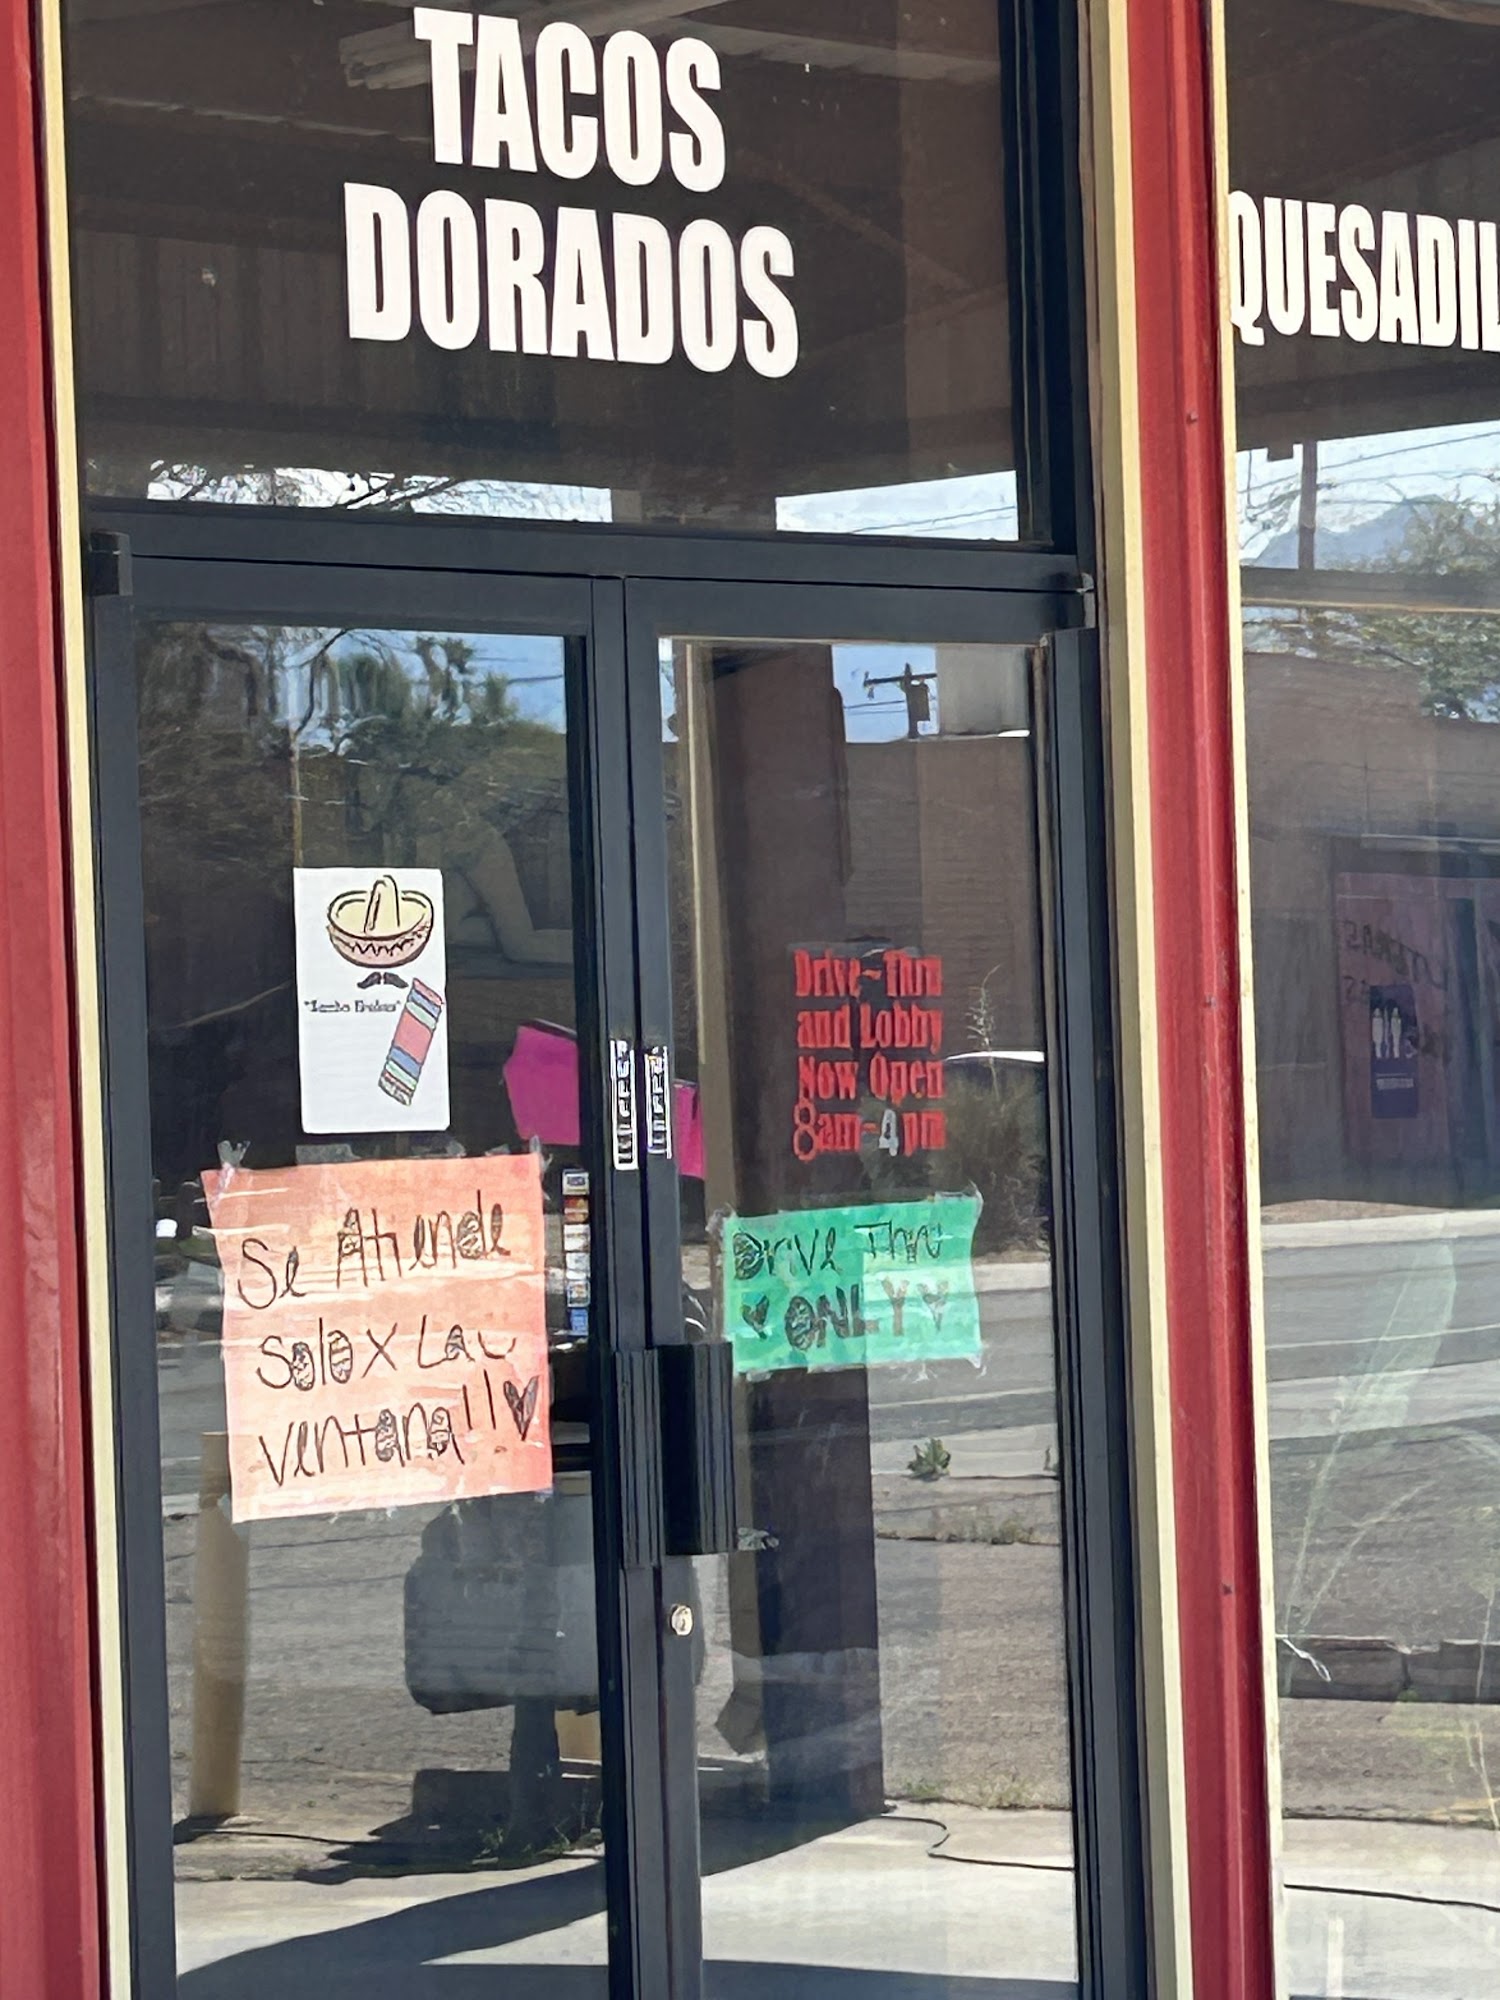 TACOS
DORADOS
QUESADIL
Drive-Thru
and Lobby
Now Open
8am-4pm
Se Atiende
solo x La
ventana!!
Drive Thru
ONLY